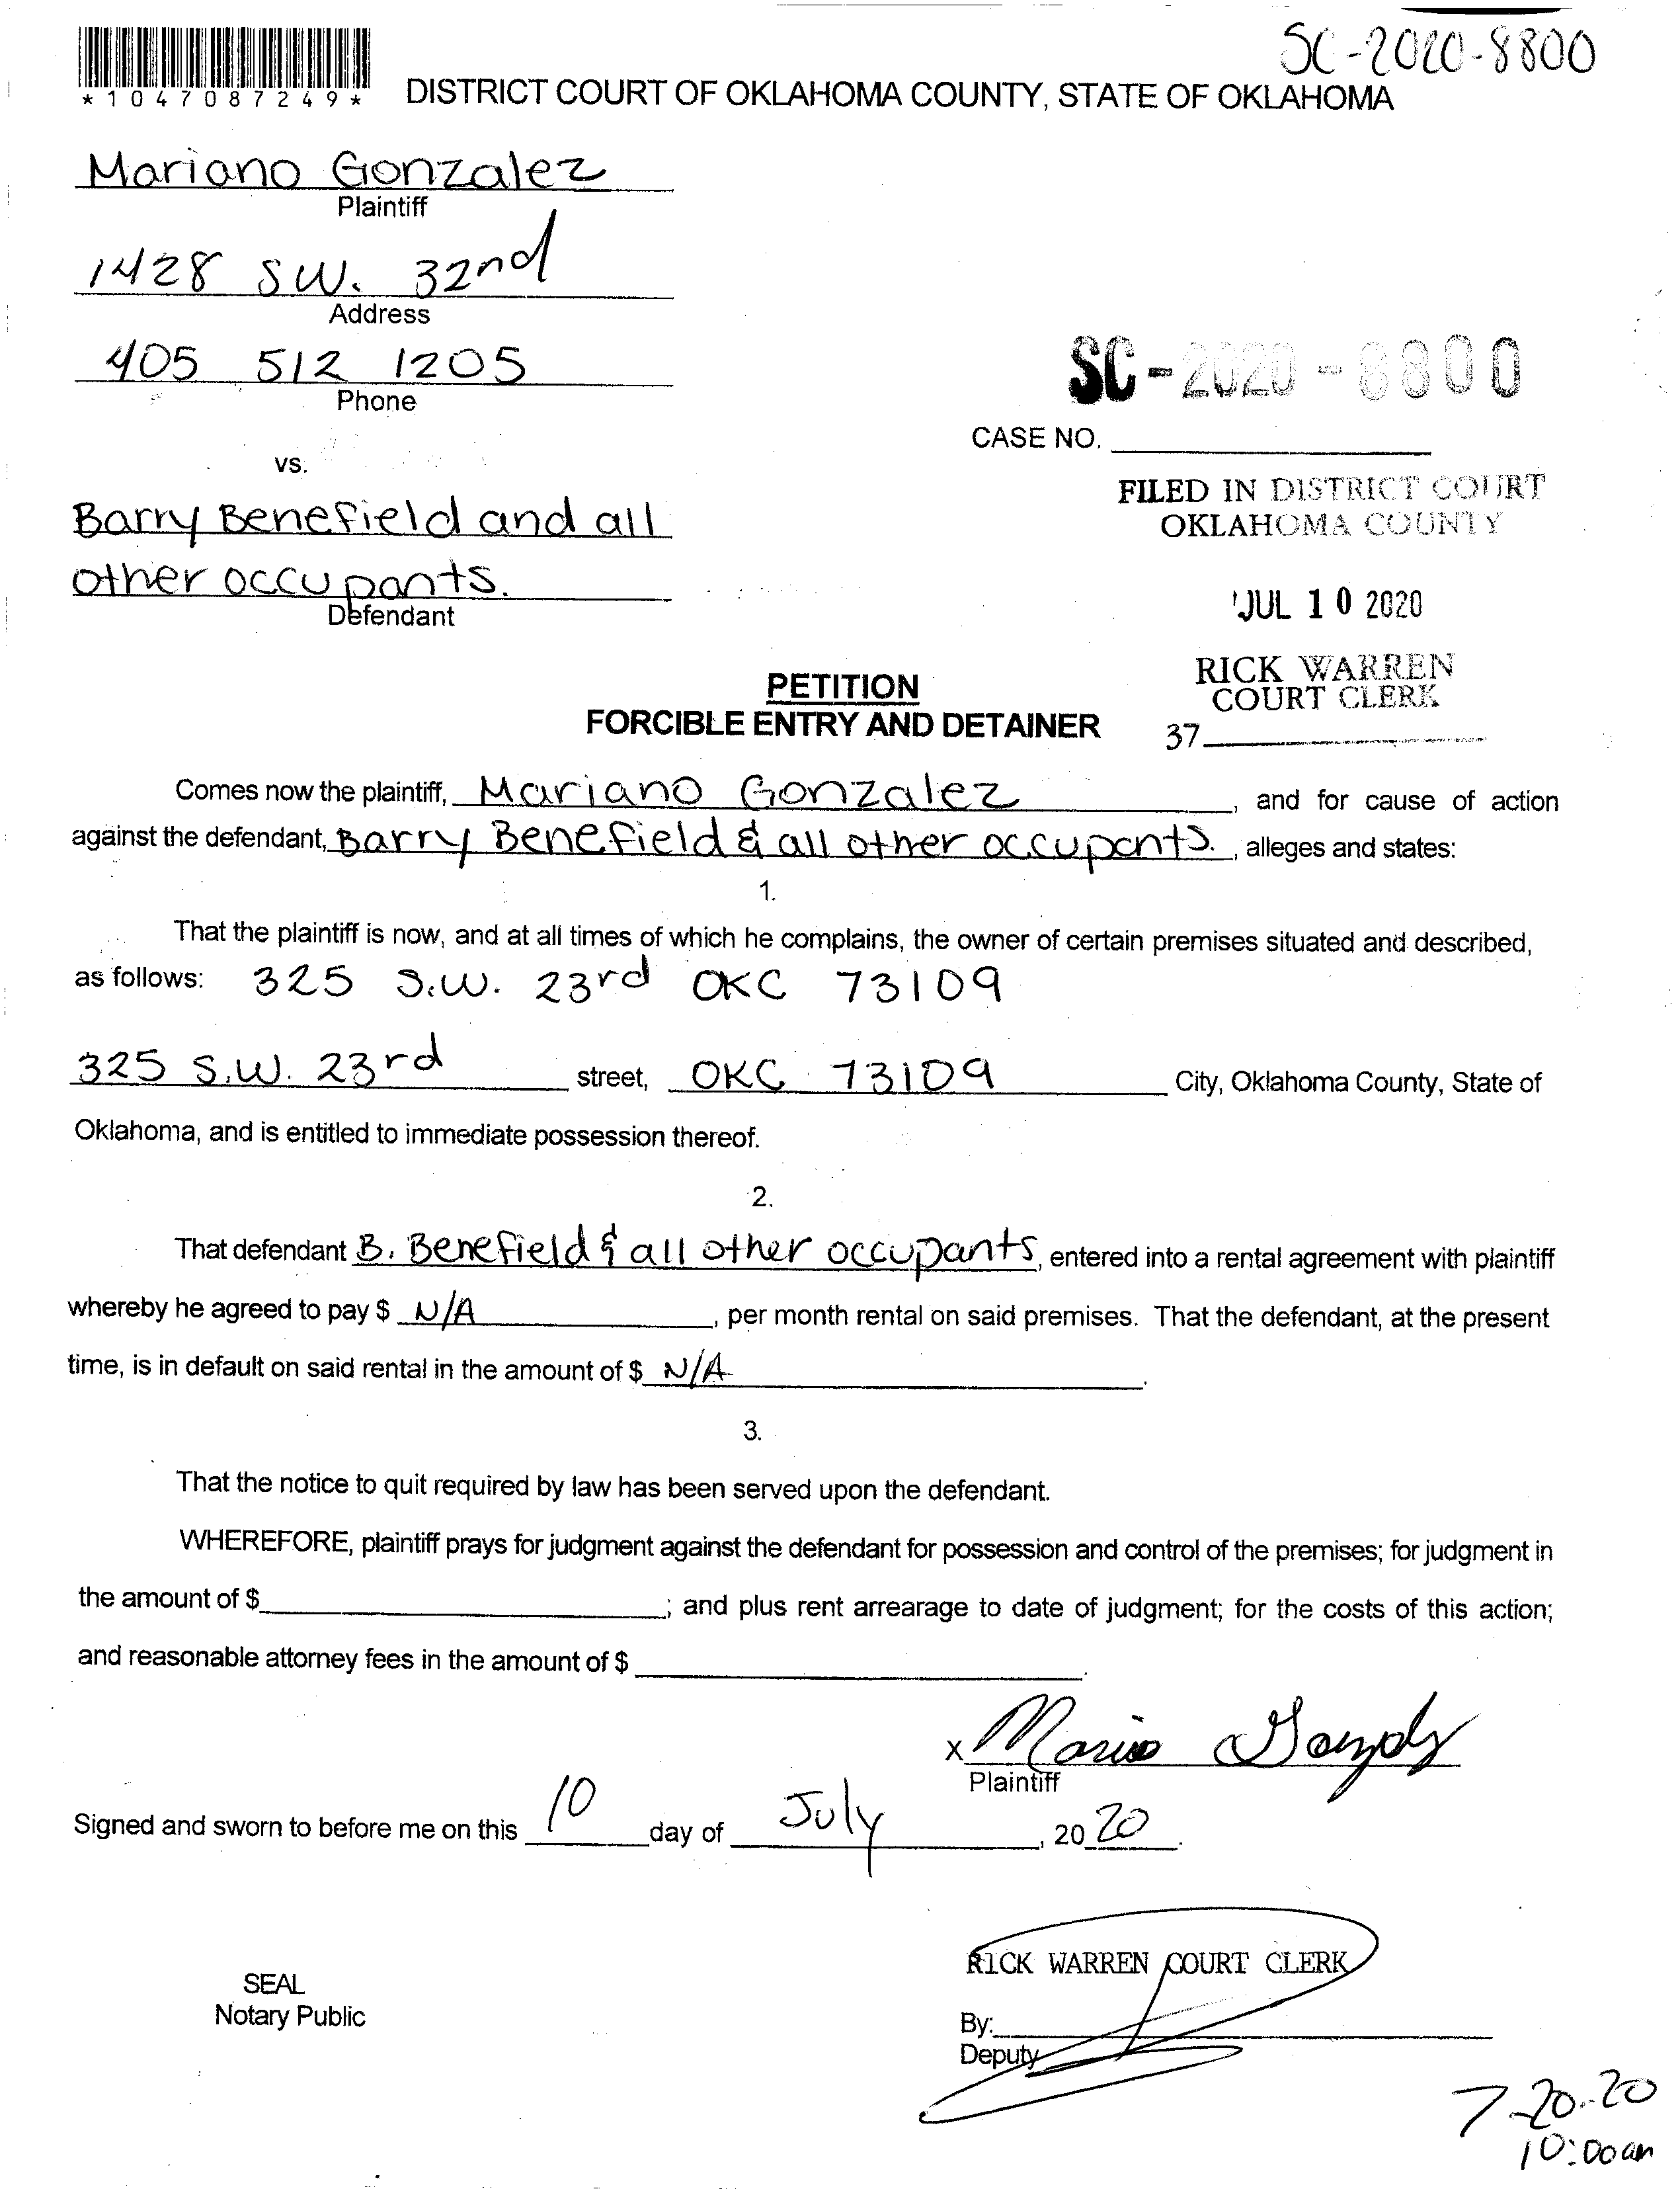 SC-2020-8800
*1047087249*
DISTRICT COURT OF OKLAHOMA COUNTY, STATE OF OKLAHOMA
Mariano Gonzalez
Plaintiff
1428 SW. 32nd
Address
405 512 1205
Phone
SC-2020-8800
CASE NO.
vs.
FILED IN DISTRICT COURT
OKLAHOMA COUNTY
Barry Benefield and all
other occupants.
Defendant
JUL 10 2020
RICK WARREN
COURT CLERK
37
PETITION
FORCIBLE ENTRY AND DETAINER
Comes now the plaintiff, Mariano Gonzalez, and for cause of action
against the defendant, Barry Benefield & all other occupants., alleges and states:
1.
That the plaintiff is now, and at all times of which he complains, the owner of certain premises situated and described,
as follows: 325 S.W. 23rd OKC 73109
325 S.W. 23rd street, OKC 73109 City, Oklahoma County, State of
Oklahoma, and is entitled to immediate possession thereof.
2.
That defendant B. Benefield & all other occupants, entered into a rental agreement with plaintiff
whereby he agreed to pay $ N/A, per month rental on said premises. That the defendant, at the present
time, is in default on said rental in the amount of $ N/A.
3.
That the notice to quit required by law has been served upon the defendant.
WHEREFORE, plaintiff prays for judgment against the defendant for possession and control of the premises; for judgment in
the amount of $; and plus rent arrearage to date of judgment; for the costs of this action;
and reasonable attorney fees in the amount of $.
X
Plaintiff
Signed and sworn to before me on this 10 day of July, 2020.
RICK WARREN COURT CLERK
SEAL
Notary Public
By:
Deputy
7-20-20
10:00am